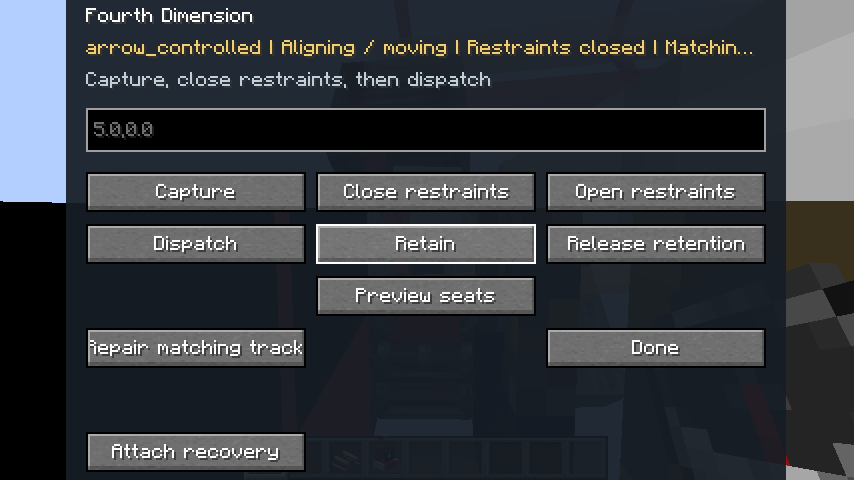 Fourth Dimension
arrow_controlled | Aligning / moving | Restraints closed | Matchin...
Capture, close restraints, then dispatch
5.0,0.0
Capture
Close restraints
Open restraints
Dispatch
Retain
Release retention
Preview seats
Repair matching track
Done
Attach recovery